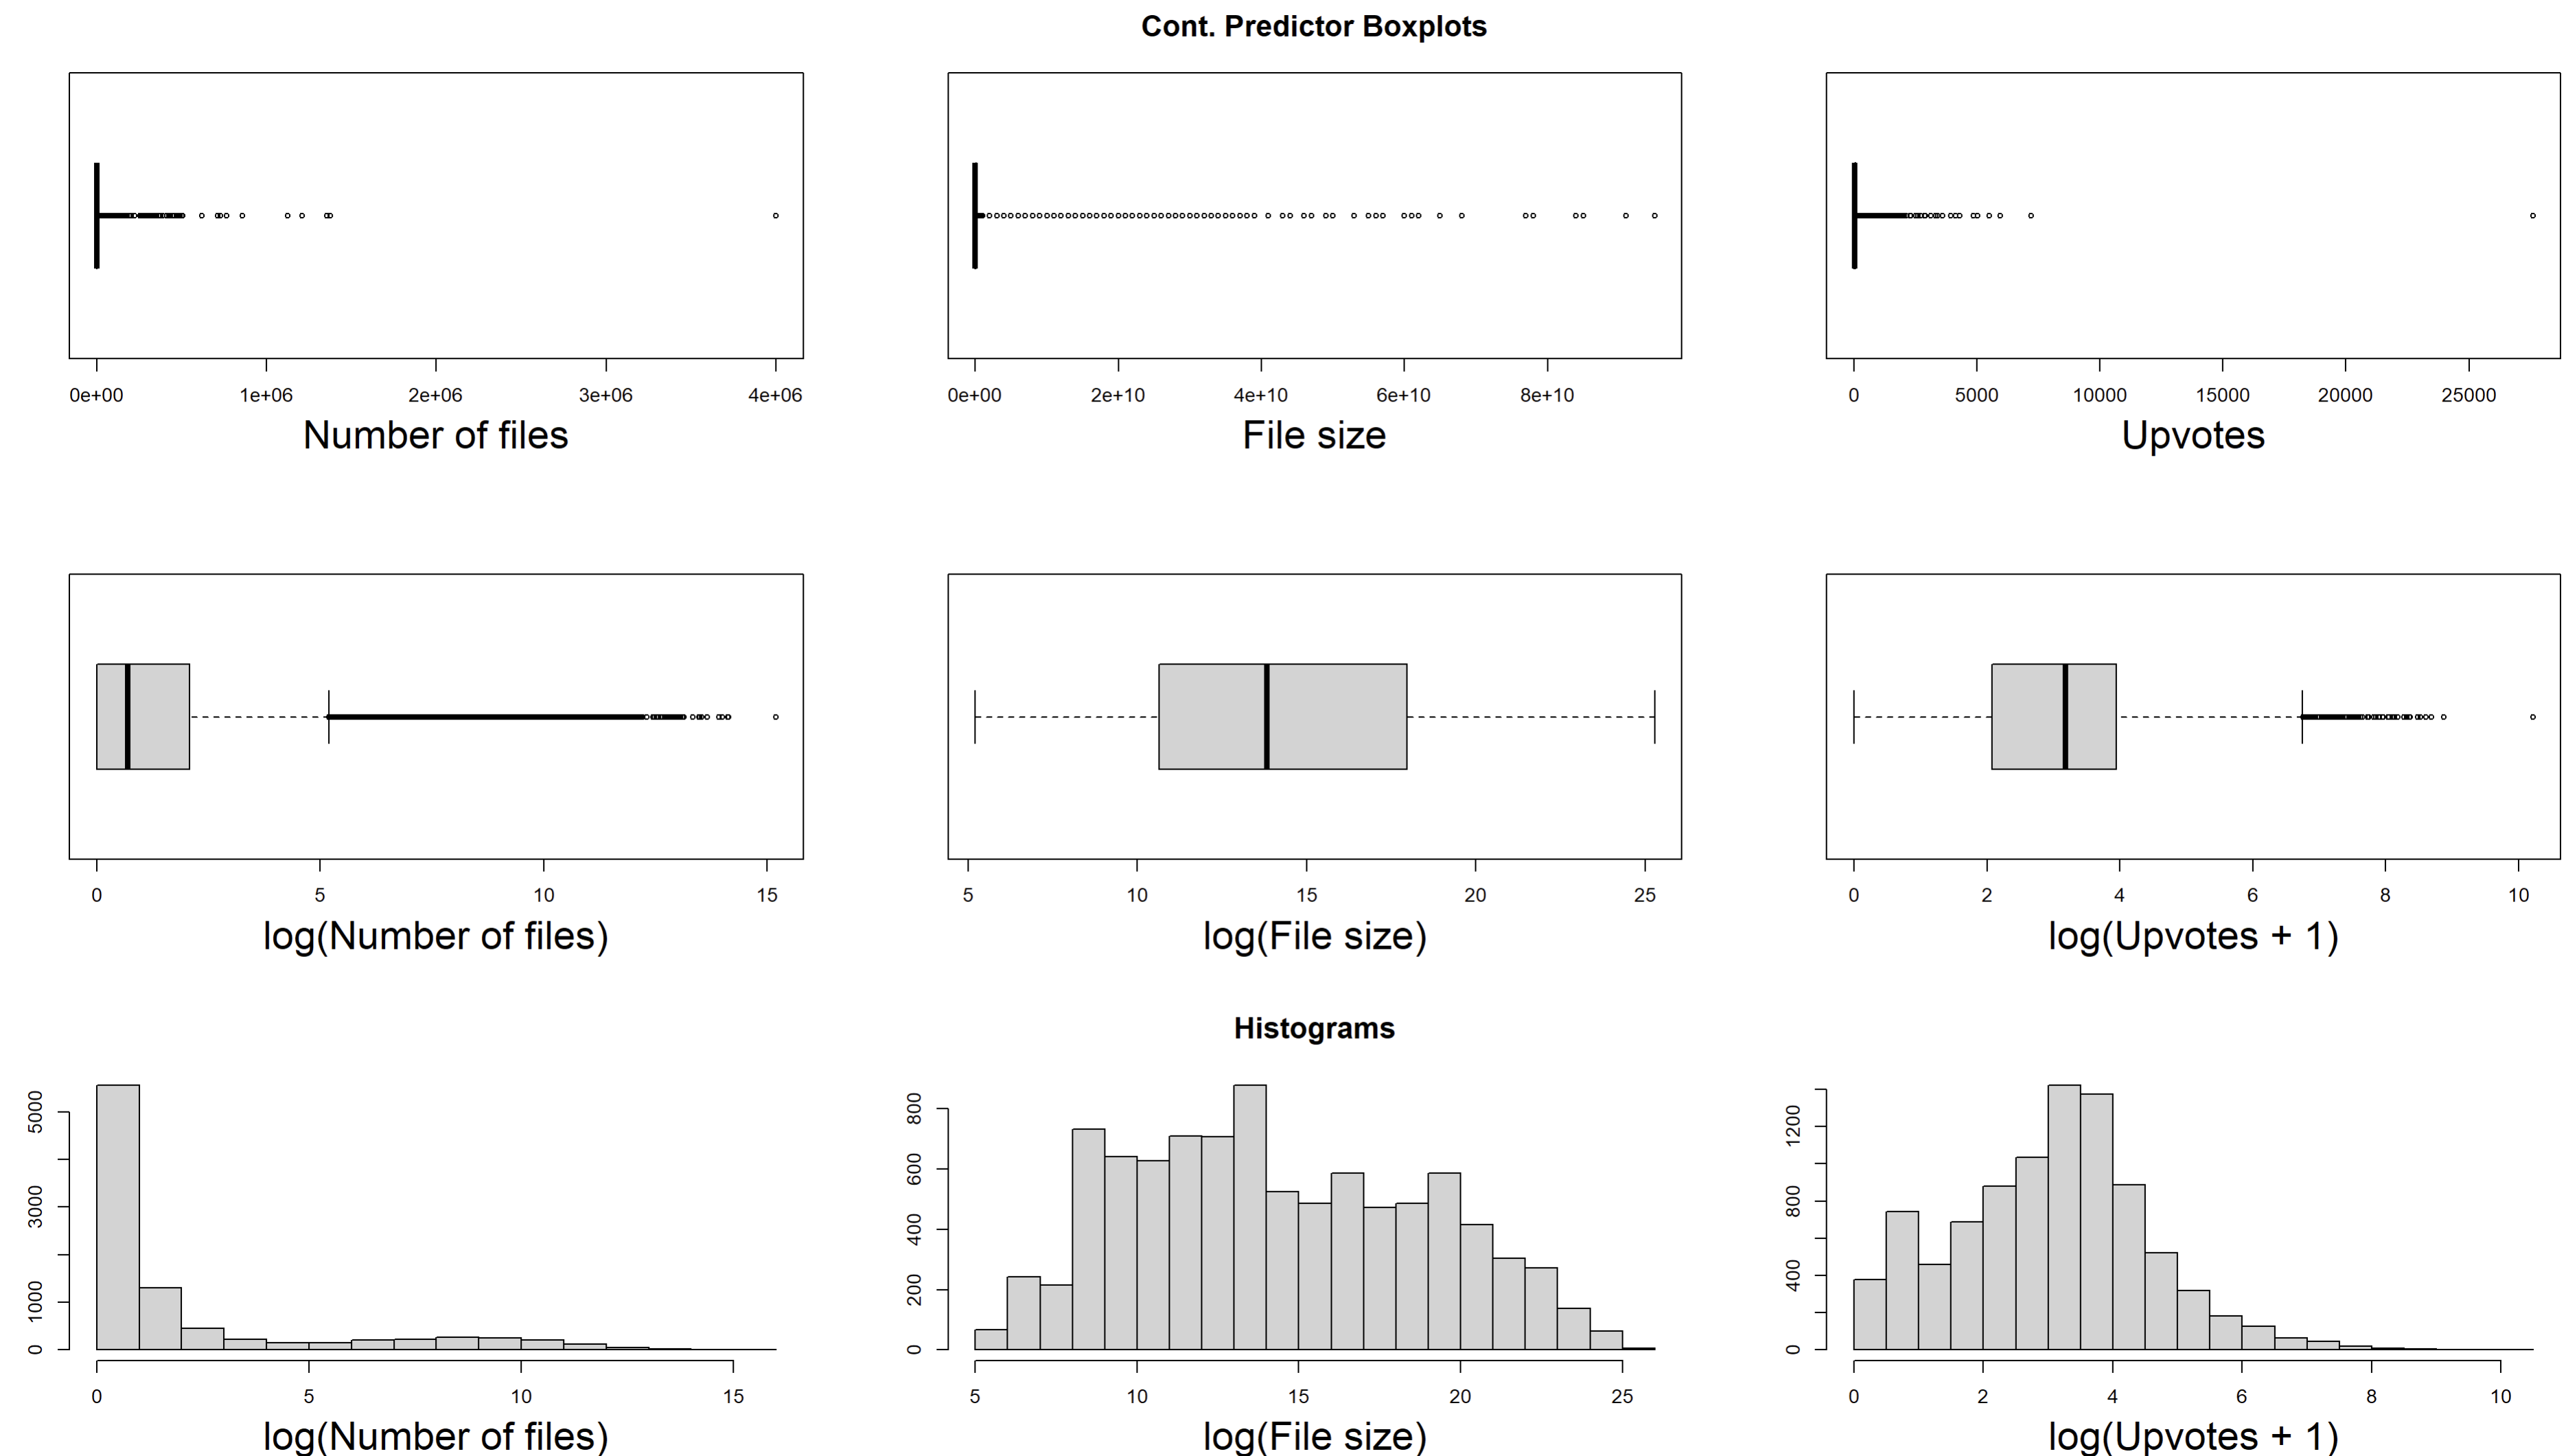 Cont. Predictor Boxplots
0e+00 1e+06 2e+06 3e+06 4e+06
Number of files
0e+00 2e+10 4e+10 6e+10 8e+10
File size
0 5000 10000 15000 20000 25000
Upvotes
0 5 10 15
log(Number of files)
5 10 15 20 25
log(File size)
0 2 4 6 8 10
log(Upvotes + 1)
Histograms
0 1000 3000 5000
0 5 10 15
log(Number of files)
0 200 400 600 800
5 10 15 20 25
log(File size)
0 400 800 1200
0 2 4 6 8 10
log(Upvotes + 1)